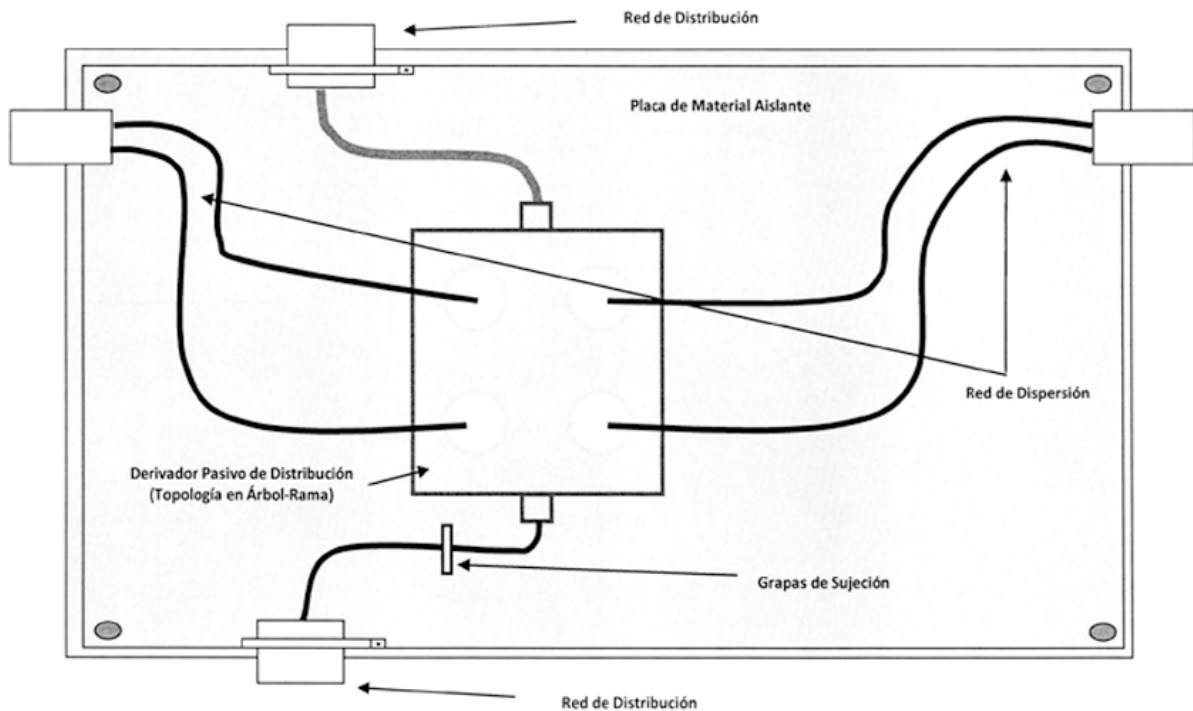 Red de Distribución
Placa de Material Aislante
Red de Dispersión
Derivador Pasivo de Distribución
(Topología en Árbol-Rama)
Grapas de Sujeción
Red de Distribución